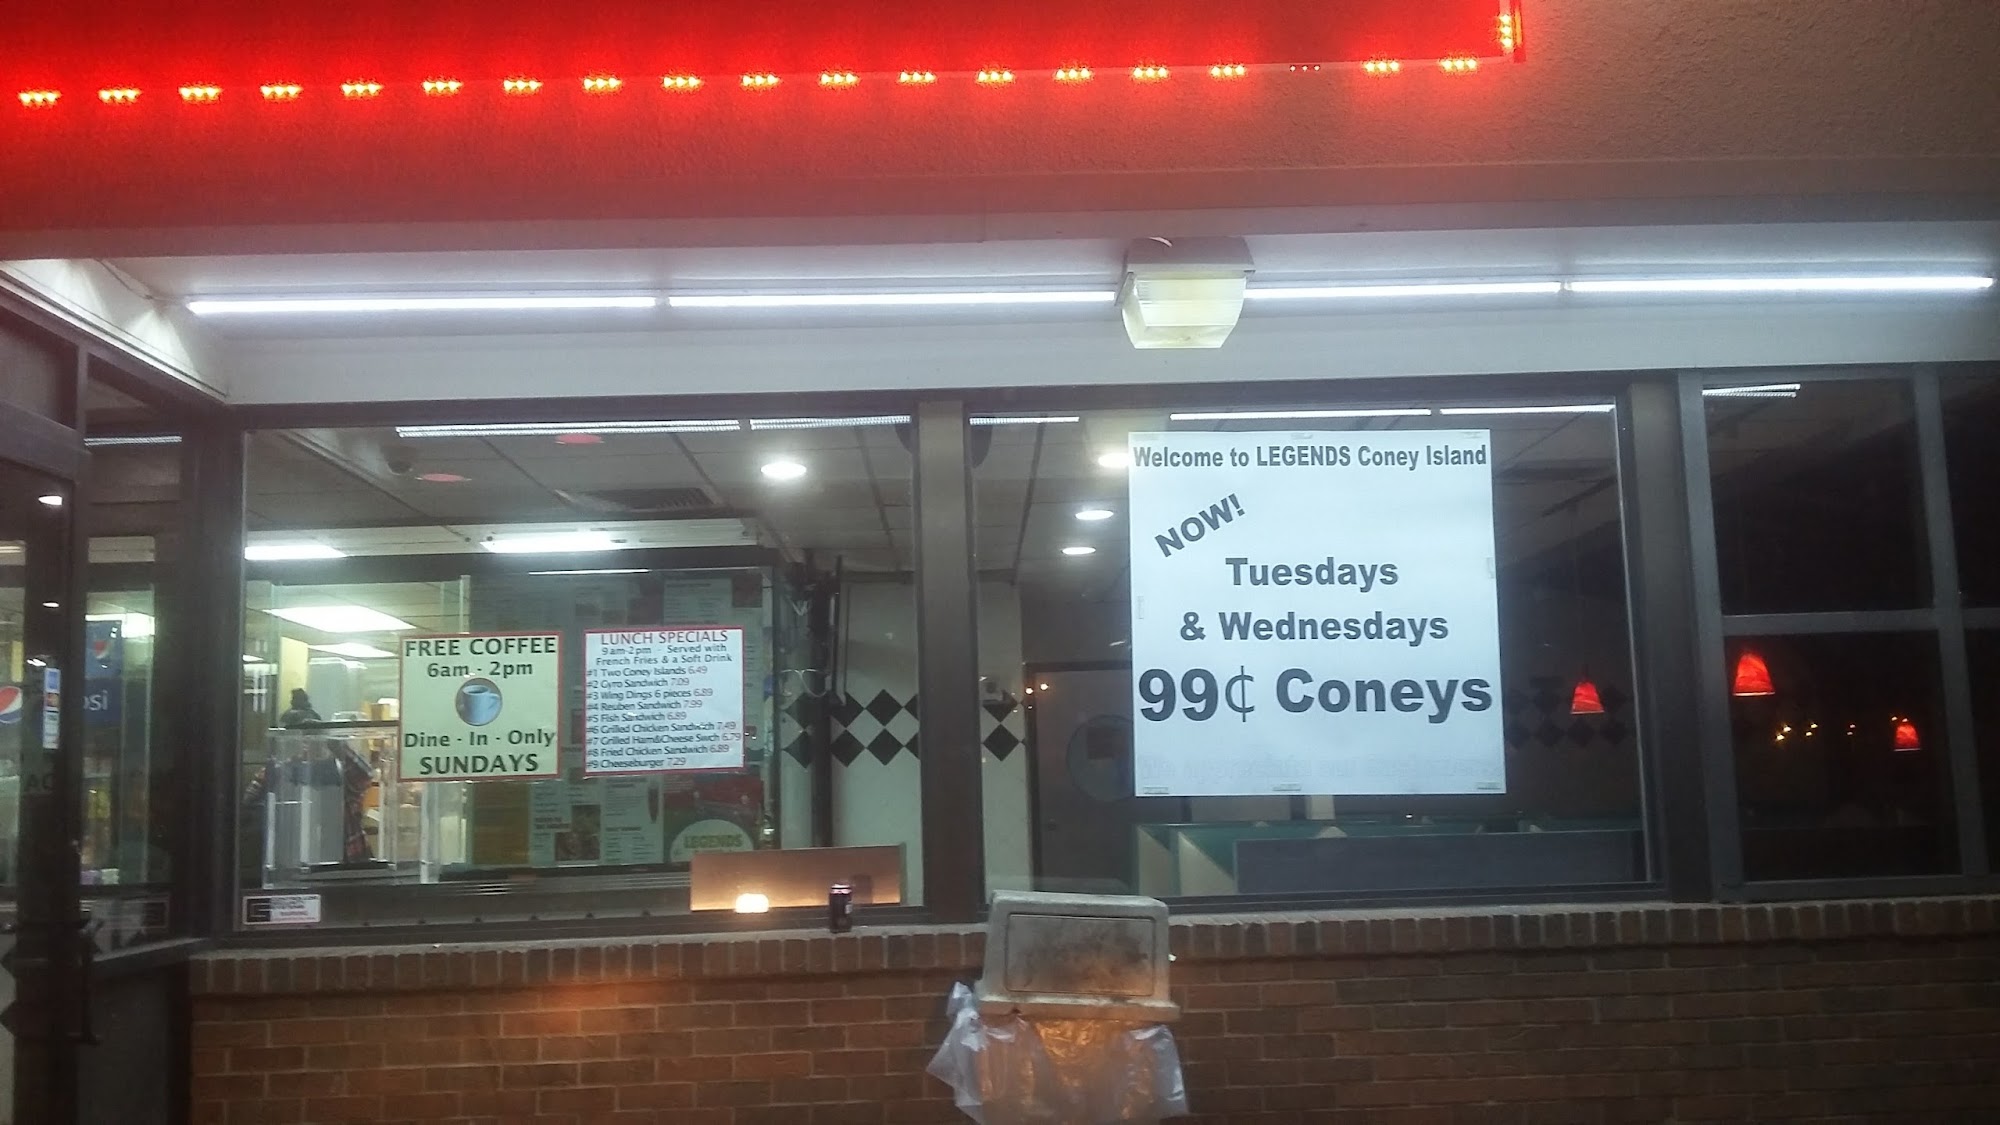 Welcome to LEGENDS Coney Island
NOW!
Tuesdays
& Wednesdays
99¢ Coneys
FREE COFFEE
6am - 2pm
Dine - In - Only
SUNDAYS
LUNCH SPECIALS
9am-2pm - Served with
French Fries & a Soft Drink
#1 Two Coney Islands 6.49
#2 Gyro Sandwich 7.09
#3 Wing Dings 6 pieces 6.89
#4 Reuben Sandwich 7.99
#5 Fish Sandwich 6.89
#6 Grilled Chicken Sandwich 7.49
#7 Grilled Ham&Cheese Swch 6.79
#8 Fried Chicken Sandwich 6.89
#9 Cheeseburger 7.29
LEGENDS